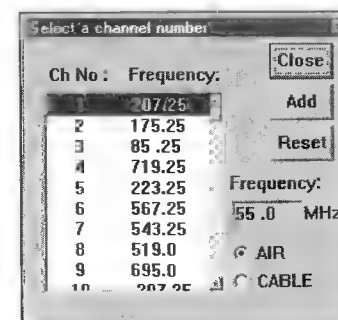 Select a channel number
Close
Ch No : Frequency:
1 207/25
Add
2 175.25
3 85 .25
Reset
4 719.25
5 223.25
Frequency:
6 567.25
55 .0 MHz
7 543.25
8 519.0
AIR
9 695.0
CABLE
10